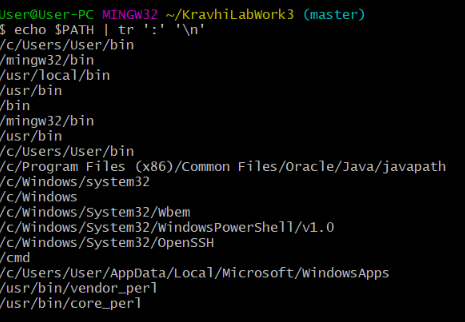 User@User-PC MINGW32 ~/KravhiLabWork3 (master)
$ echo $PATH | tr ':' '\n'
/c/Users/User/bin
/mingw32/bin
/usr/local/bin
/usr/bin
/bin
/mingw32/bin
/usr/bin
/c/Users/User/bin
/c/Program Files (x86)/Common Files/Oracle/Java/javapath
/c/Windows/system32
/c/Windows
/c/Windows/System32/Wbem
/c/Windows/System32/WindowsPowerShell/v1.0
/c/Windows/System32/OpenSSH
/cmd
/c/Users/User/AppData/Local/Microsoft/WindowsApps
/usr/bin/vendor_perl
/usr/bin/core_perl